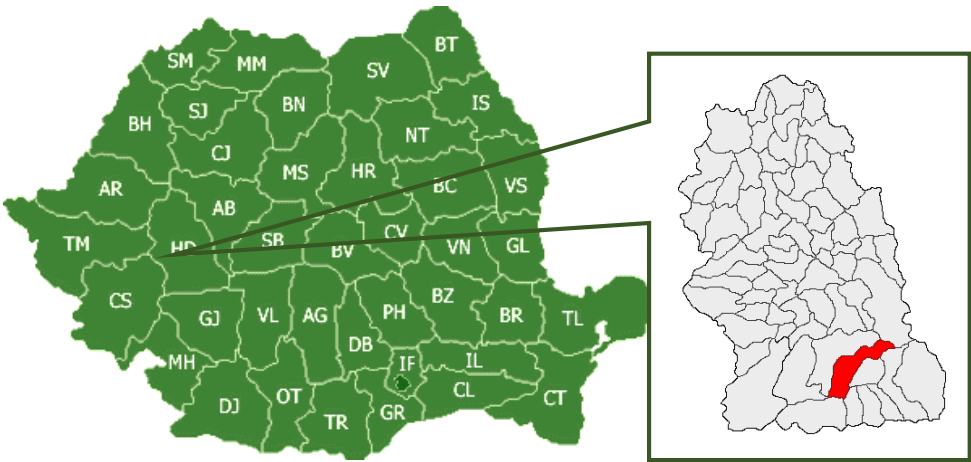 BT
SM
MM
SV
BN
IS
SJ
BH
NT
CJ
MS
HR
BC
VS
AR
AB
CV
TM
HD
SB
BV
VN
GL
CS
BZ
GJ
VL
AG
PH
BR
TL
DB
MH
IF
IL
CL
OT
CT
DJ
TR
GR